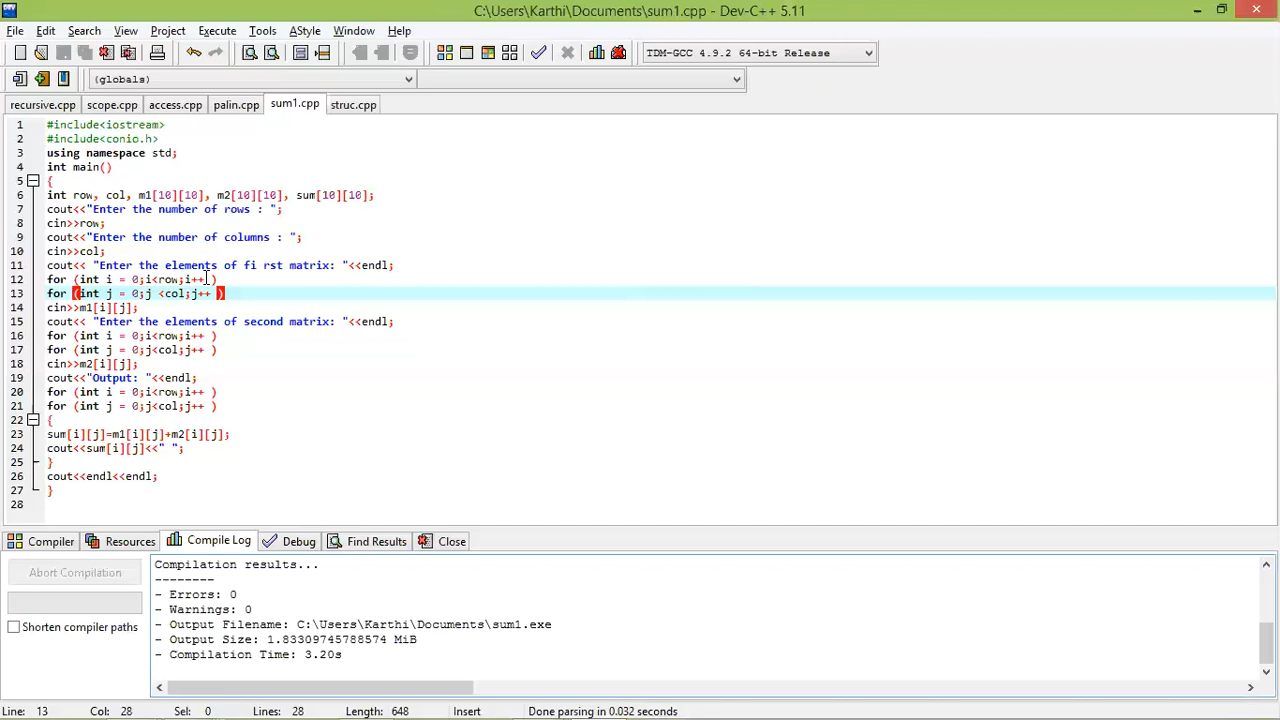 C:\Users\Karthi\Documents\sum1.cpp - Dev-C++ 5.11
File Edit Search View Project Execute Tools AStyle Window Help
TDM-GCC 4.9.2 64-bit Release
(globals)
recursive.cpp scope.cpp access.cpp palin.cpp sum1.cpp struc.cpp
1 #include<iostream>
2 #include<conio.h>
3 using namespace std;
4 int main()
5 {
6 int row, col, m1[10][10], m2[10][10], sum[10][10];
7 cout<<"Enter the number of rows : ";
8 cin>>row;
9 cout<<"Enter the number of columns : ";
10 cin>>col;
11 cout<< "Enter the elements of fi rst matrix: "<<endl;
12 for (int i = 0;i<row;i++ )
13 for (int j = 0;j <col;j++ )
14 cin>>m1[i][j];
15 cout<< "Enter the elements of second matrix: "<<endl;
16 for (int i = 0;i<row;i++ )
17 for (int j = 0;j<col;j++ )
18 cin>>m2[i][j];
19 cout<<"Output: "<<endl;
20 for (int i = 0;i<row;i++ )
21 for (int j = 0;j<col;j++ )
22 {
23 sum[i][j]=m1[i][j]+m2[i][j];
24 cout<<sum[i][j]<<" ";
25 }
26 cout<<endl<<endl;
27 }
28
Compiler Resources Compile Log Debug Find Results Close
Abort Compilation
Shorten compiler paths
Compilation results...
--------
- Errors: 0
- Warnings: 0
- Output Filename: C:\Users\Karthi\Documents\sum1.exe
- Output Size: 1.83309745788574 MiB
- Compilation Time: 3.20s
Line: 13 Col: 28 Sel: 0 Lines: 28 Length: 648 Insert Done parsing in 0.032 seconds